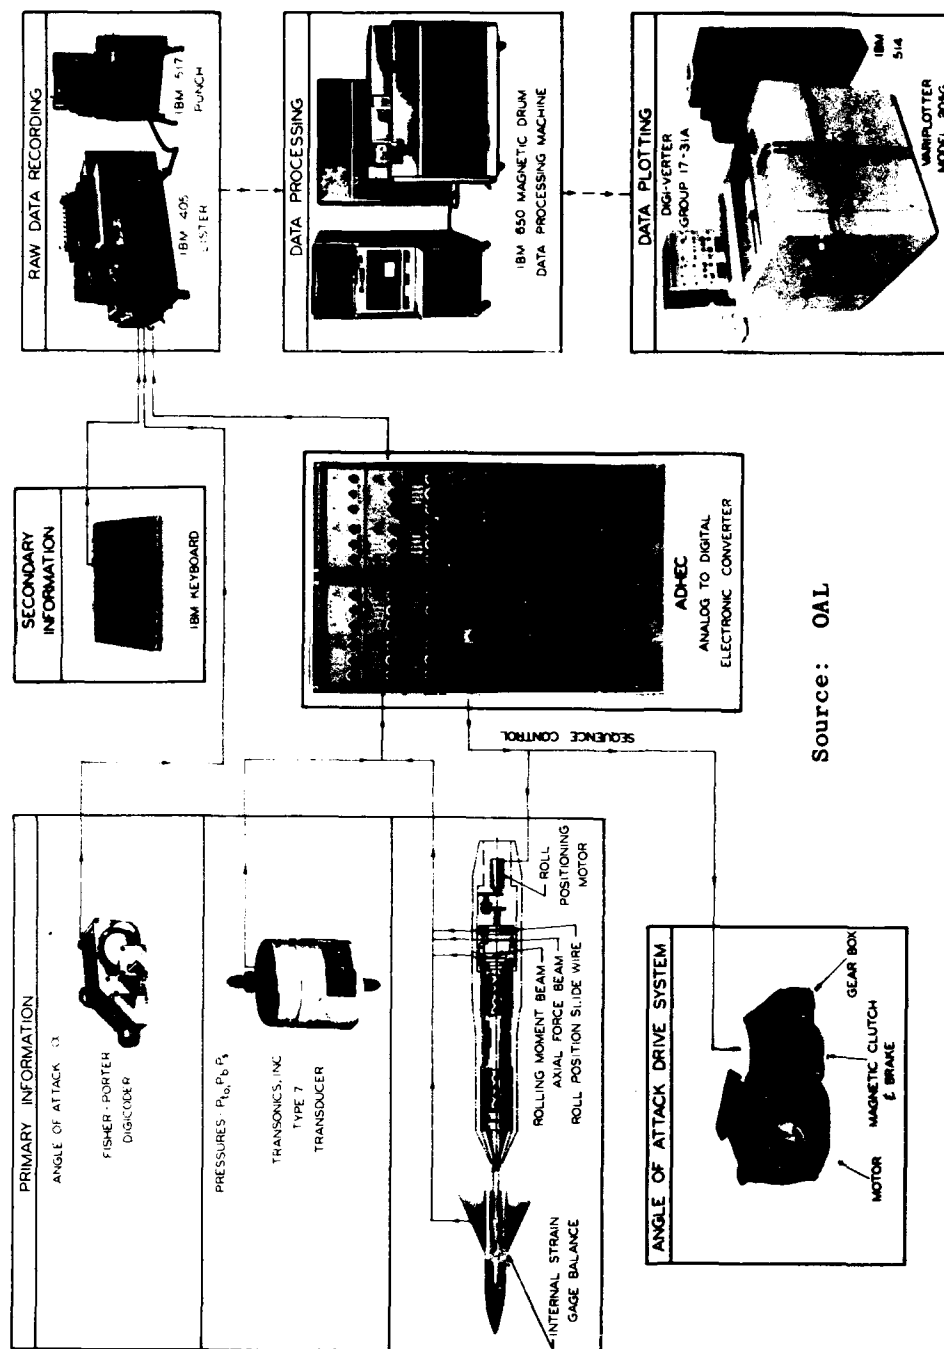 PRIMARY INFORMATION
ANGLE OF ATTACK α
FISHER-PORTER
DIGICODER
PRESSURES
TRANSONICS, INC
TYPE 7
TRANSDUCER
INTERNAL STRAIN
GAGE BALANCE
ROLLING MOMENT BEAM
AXIAL FORCE BEAM
ROLL POSITION SLIDE WIRE
ROLL
POSITIONING
MOTOR
SECONDARY
INFORMATION
IBM KEYBOARD
RAW DATA RECORDING
IBM 405
LISTER
IBM 517
PUNCH
DATA PROCESSING
IBM 650 MAGNETIC DRUM
DATA PROCESSING MACHINE
DATA PLOTTING
DIGI-VERTER
GROUP 17-31A
IBM
514
VARIPLOTTER
MODEL 205G
ADHEC
ANALOG TO DIGITAL
ELECTRONIC CONVERTER
SEQUENCE CONTROL
ANGLE OF ATTACK DRIVE SYSTEM
MOTOR
MAGNETIC CLUTCH
& BRAKE
GEAR BOX
Source: OAL